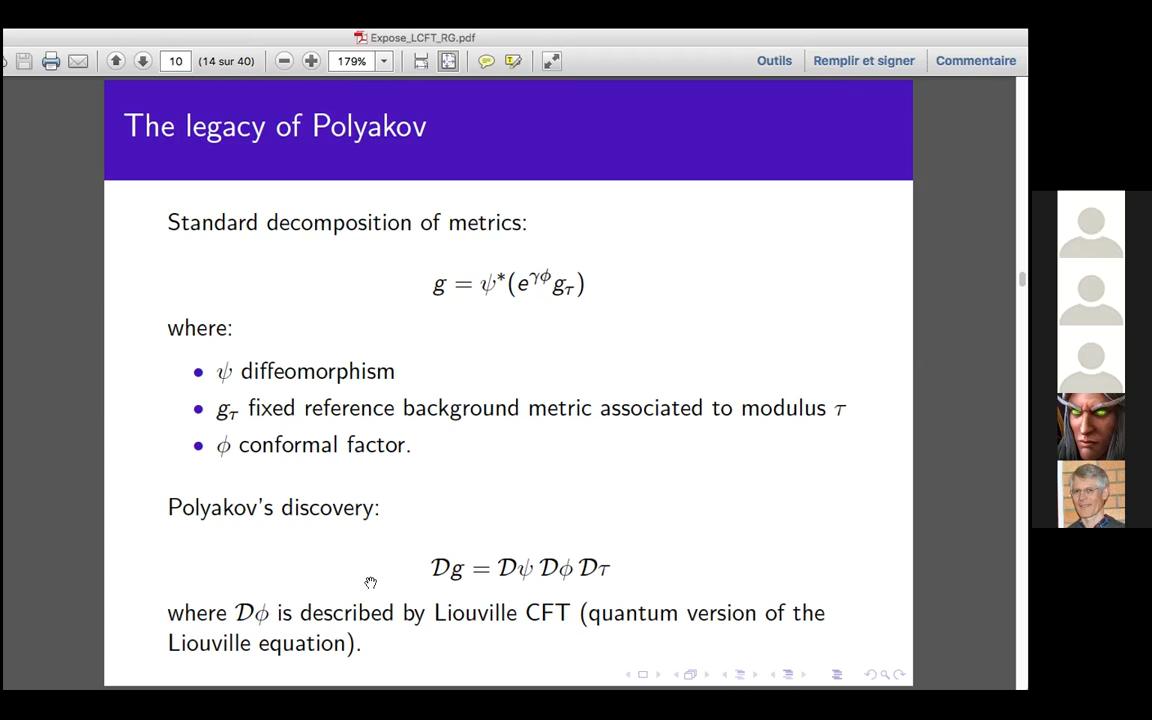 Expose_LCFT_RG.pdf
10 (14 sur 40) 179% Outils Remplir et signer Commentaire
The legacy of Polyakov
Standard decomposition of metrics:
g = ψ*(e^{γϕ}g_τ)
where:
• ψ diffeomorphism
• g_τ fixed reference background metric associated to modulus τ
• ϕ conformal factor.
Polyakov's discovery:
𝒟g = 𝒟ψ 𝒟ϕ 𝒟τ
where 𝒟ϕ is described by Liouville CFT (quantum version of the
Liouville equation).